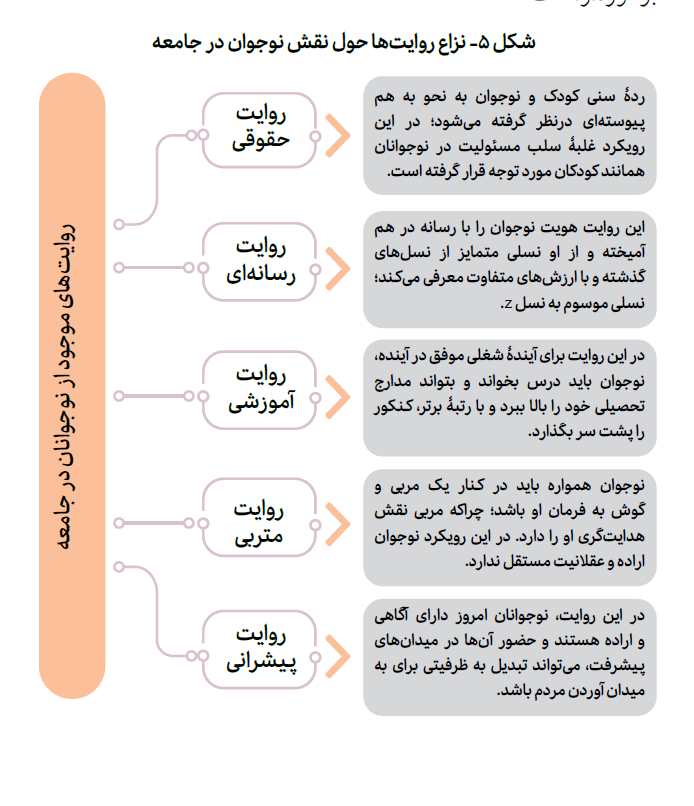 شکل ۵- نزاع روایت‌ها حول نقش نوجوان در جامعه
روایت‌های موجود از نوجوانان در جامعه
روایت
حقوقی
ردهٔ سنی کودک و نوجوان به نحو به هم
پیوسته‌ای درنظر گرفته می‌شود؛ در این
رویکرد غلبهٔ سلب مسئولیت در نوجوانان
همانند کودکان مورد توجه قرار گرفته است.
روایت
رسانه‌ای
این روایت هویت نوجوان را با رسانه در هم
آمیخته و از او نسلی متمایز از نسل‌های
گذشته و با ارزش‌های متفاوت معرفی می‌کند؛
نسلی موسوم به نسل z.
روایت
آموزشی
در این روایت برای آیندهٔ شغلی موفق در آینده،
نوجوان باید درس بخواند و بتواند مدارج
تحصیلی خود را بالا ببرد و با رتبهٔ برتر، کنکور
را پشت سر بگذارد.
روایت
متربی
نوجوان همواره باید در کنار یک مربی و
گوش به فرمان او باشد؛ چراکه مربی نقش
هدایت‌گری او را دارد. در این رویکرد نوجوان
اراده و عقلانیت مستقل ندارد.
روایت
پیشرانی
در این روایت، نوجوانان امروز دارای آگاهی
و اراده هستند و حضور آن‌ها در میدان‌های
پیشرفت، می‌تواند تبدیل به ظرفیتی برای به
میدان آوردن مردم باشد.